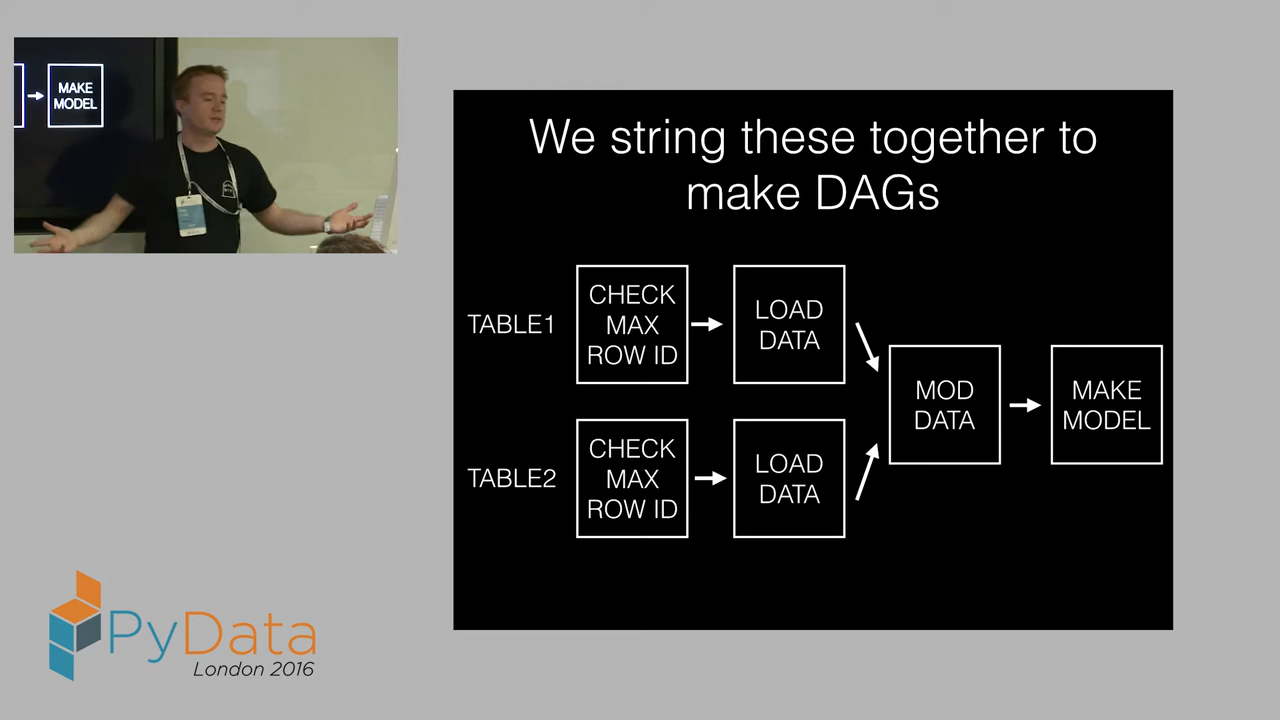 MAKE
MODEL
We string these together to
make DAGs
TABLE1
CHECK
MAX
ROW ID
LOAD
DATA
TABLE2
CHECK
MAX
ROW ID
LOAD
DATA
MOD
DATA
MAKE
MODEL
PyData
London 2016